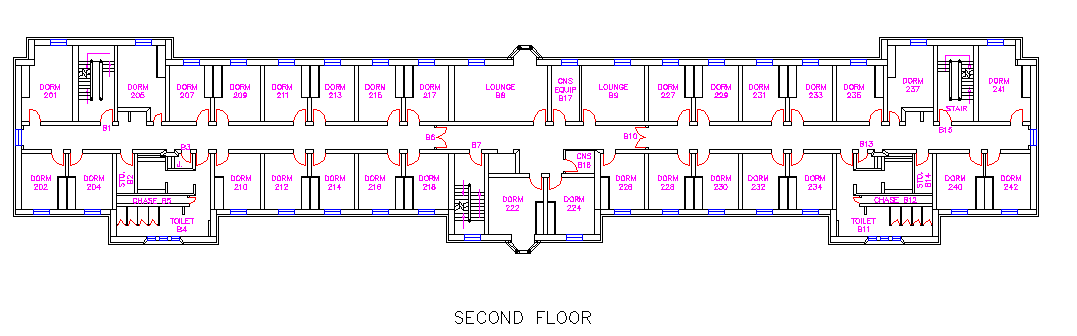 DORM
201
DORM
205
DORM
207
DORM
209
DORM
211
DORM
213
DORM
215
DORM
217
LOUNGE
B8
CNS
EQUIP
B17
LOUNGE
B9
DORM
227
DORM
229
DORM
231
DORM
233
DORM
235
DORM
237
STAIR
DORM
241
B1
B3
B6
B7
B10
B13
B15
DORM
202
DORM
204
STO.
B2
J.
CHASE B5
TOILET
B4
DORM
210
DORM
212
DORM
214
DORM
216
DORM
218
DORM
222
DORM
224
CNS
B18
DORM
226
DORM
228
DORM
230
DORM
232
DORM
234
STO.
B14
CHASE B12
TOILET
B11
DORM
240
DORM
242
SECOND FLOOR